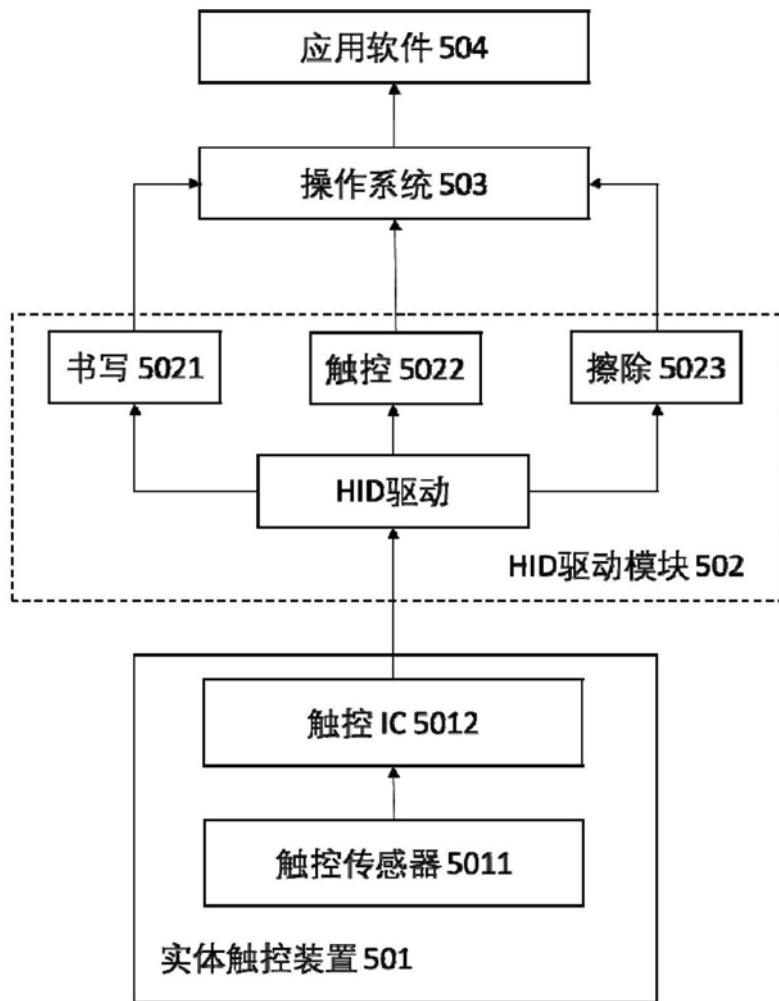 应用软件 504
操作系统 503
书写 5021
触控 5022
擦除 5023
HID驱动
HID驱动模块 502
触控 IC 5012
触控传感器 5011
实体触控装置 501